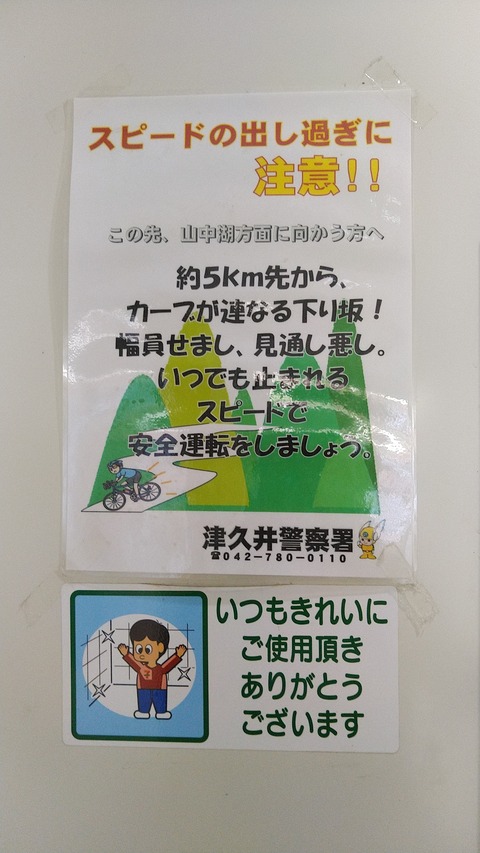 スピードの出し過ぎに
注意!!
この先、山中湖方面に向かう方へ
約5km先から、
カーブが連なる下り坂！
幅員せまし、見通し悪し。
いつでも止まれる
スピードで
安全運転をしましょう。
津久井警察署
☎042-780-0110
いつもきれいに
ご使用頂き
ありがとう
ございます